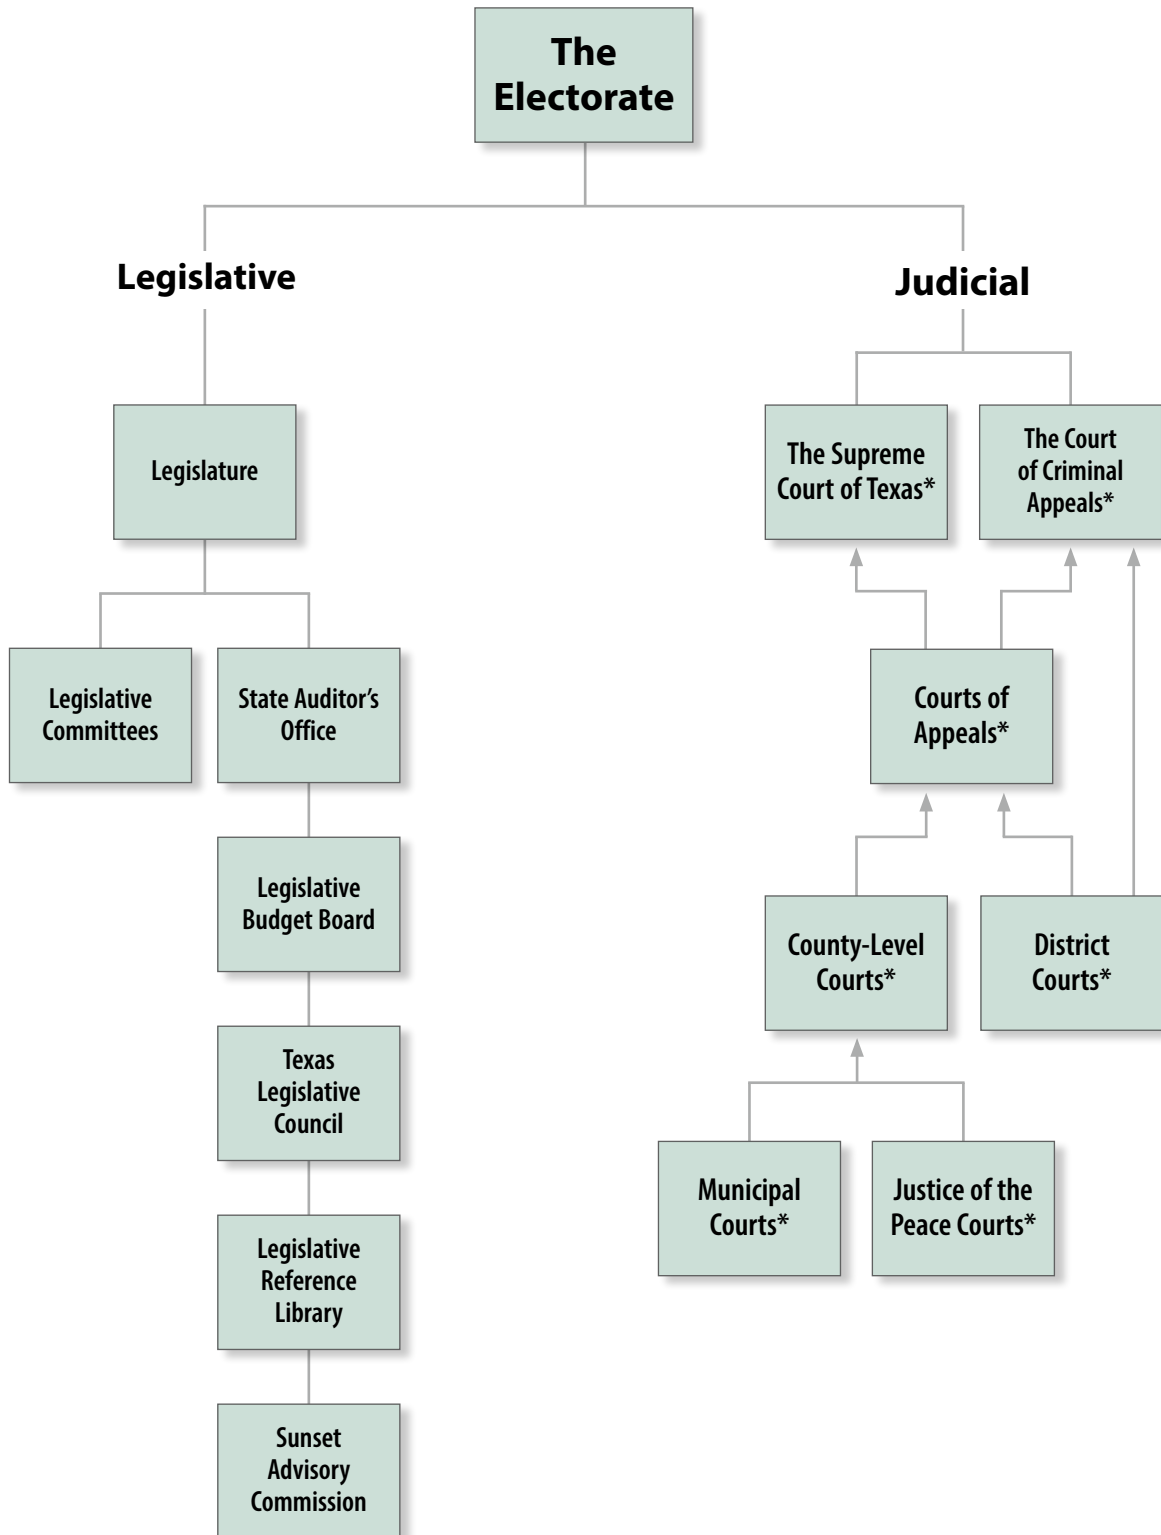 The
Electorate
Legislative
Judicial
Legislature
The Supreme
Court of Texas*
The Court
of Criminal
Appeals*
Legislative
Committees
State Auditor's
Office
Courts of
Appeals*
Legislative
Budget Board
County-Level
Courts*
District
Courts*
Texas
Legislative
Council
Municipal
Courts*
Justice of the
Peace Courts*
Legislative
Reference
Library
Sunset
Advisory
Commission